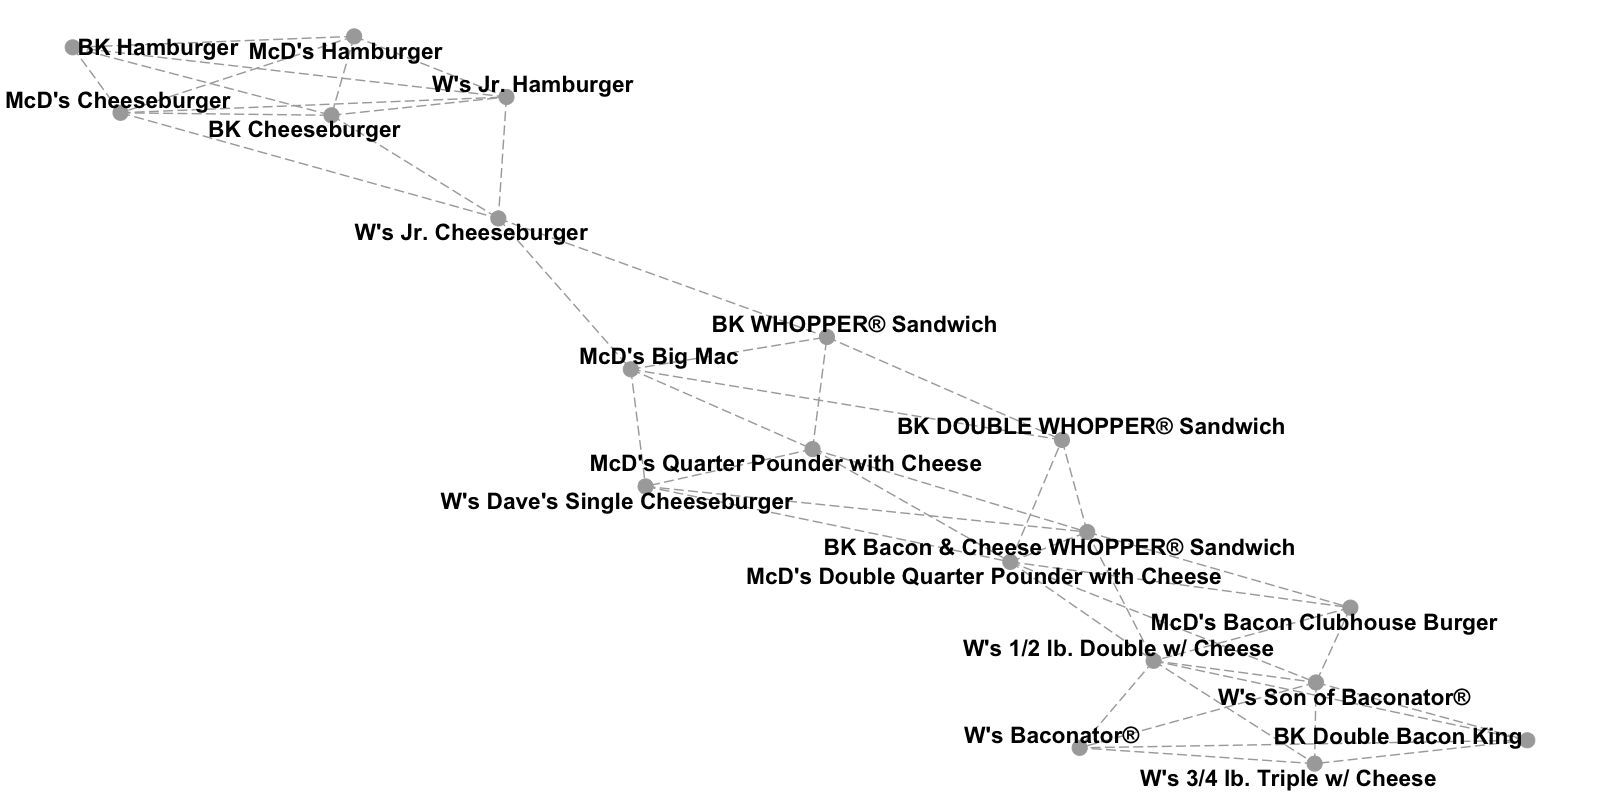 BK Hamburger
McD's Hamburger
W's Jr. Hamburger
McD's Cheeseburger
BK Cheeseburger
W's Jr. Cheeseburger
BK WHOPPER® Sandwich
McD's Big Mac
BK DOUBLE WHOPPER® Sandwich
McD's Quarter Pounder with Cheese
W's Dave's Single Cheeseburger
BK Bacon & Cheese WHOPPER® Sandwich
McD's Double Quarter Pounder with Cheese
McD's Bacon Clubhouse Burger
W's 1/2 lb. Double w/ Cheese
W's Son of Baconator®
W's Baconator®
BK Double Bacon King
W's 3/4 lb. Triple w/ Cheese